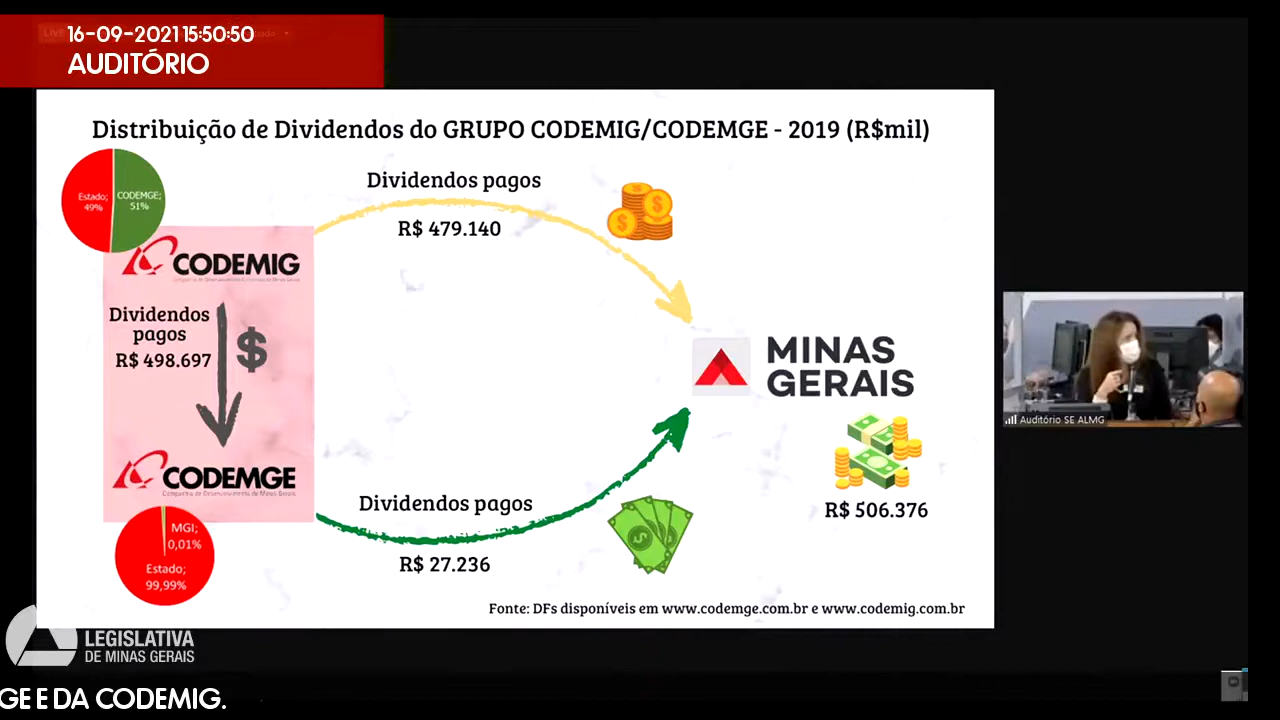 LIVE
16-09-2021 15:50:50
AUDITÓRIO
Distribuição de Dividendos do GRUPO CODEMIG/CODEMGE - 2019 (R$mil)
Estado;
49%
CODEMGE;
51%
Dividendos pagos
R$ 479.140
CODEMIG
Dividendos
pagos
R$ 498.697
$
MINAS
GERAIS
CODEMGE
Companhia de Desenvolvimento de Minas Gerais
Dividendos pagos
R$ 27.236
R$ 506.376
MGI;
0,01%
Estado;
99,99%
Fonte: DFs disponíveis em www.codemge.com.br e www.codemig.com.br
Auditório SE ALMG
LEGISLATIVA
DE MINAS GERAIS
GE E DA CODEMIG.